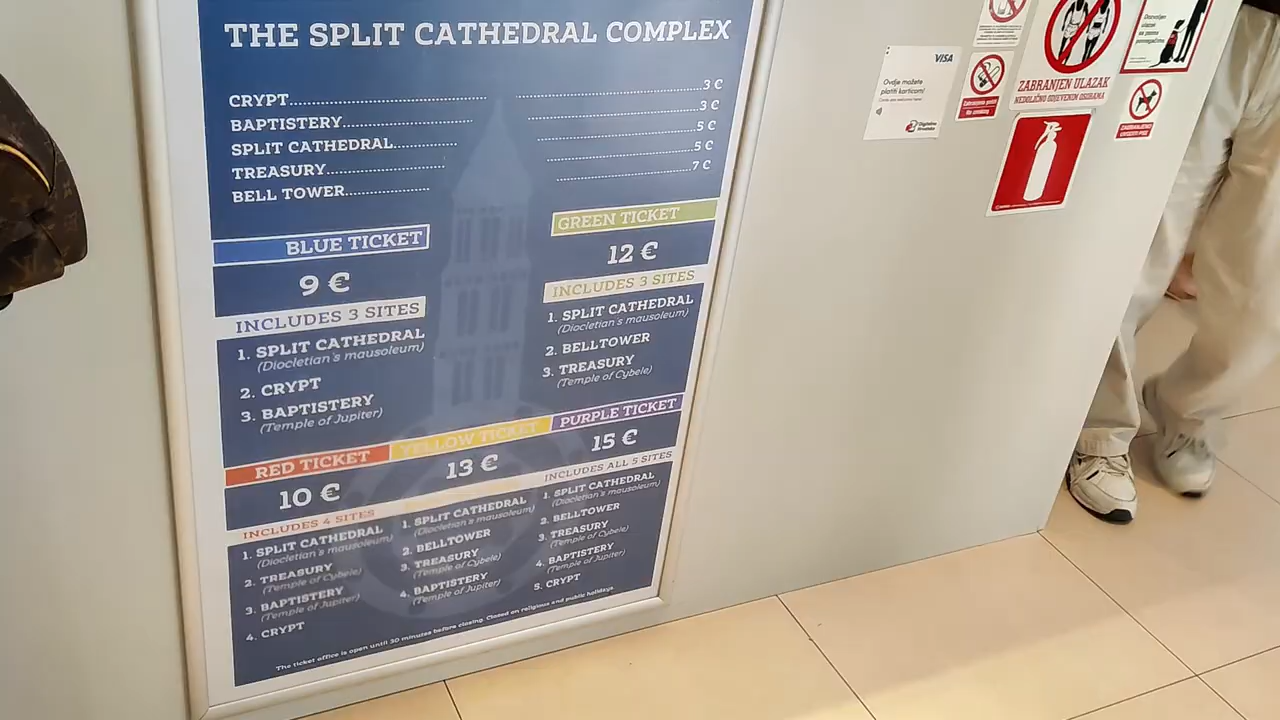 THE SPLIT CATHEDRAL COMPLEX
CRYPT........................................ 3 €
BAPTISTERY........................................ 3 €
SPLIT CATHEDRAL........................................ 5 €
TREASURY........................................ 5 €
BELL TOWER........................................ 7 €
BLUE TICKET
9 €
INCLUDES 3 SITES
1. SPLIT CATHEDRAL
(Diocletian's mausoleum)
2. CRYPT
3. BAPTISTERY
(Temple of Jupiter)
GREEN TICKET
12 €
INCLUDES 3 SITES
1. SPLIT CATHEDRAL
(Diocletian's mausoleum)
2. BELLTOWER
3. TREASURY
(Temple of Cybele)
RED TICKET
10 €
INCLUDES 4 SITES
1. SPLIT CATHEDRAL
(Diocletian's mausoleum)
2. TREASURY
(Temple of Cybele)
3. BAPTISTERY
(Temple of Jupiter)
4. CRYPT
YELLOW TICKET
13 €
1. SPLIT CATHEDRAL
(Diocletian's mausoleum)
2. BELLTOWER
3. TREASURY
(Temple of Cybele)
4. BAPTISTERY
(Temple of Jupiter)
PURPLE TICKET
15 €
INCLUDES ALL 5 SITES
1. SPLIT CATHEDRAL
(Diocletian's mausoleum)
2. BELLTOWER
3. TREASURY
(Temple of Cybele)
4. BAPTISTERY
(Temple of Jupiter)
5. CRYPT
The ticket office is open until 30 minutes before closing. Closed on religious and public holidays.
VISA
Ovdje možete
platiti karticom!
ZABRANJEN ULAZAK
NEDOLIČNO ODJEVENIM OSOBAMA